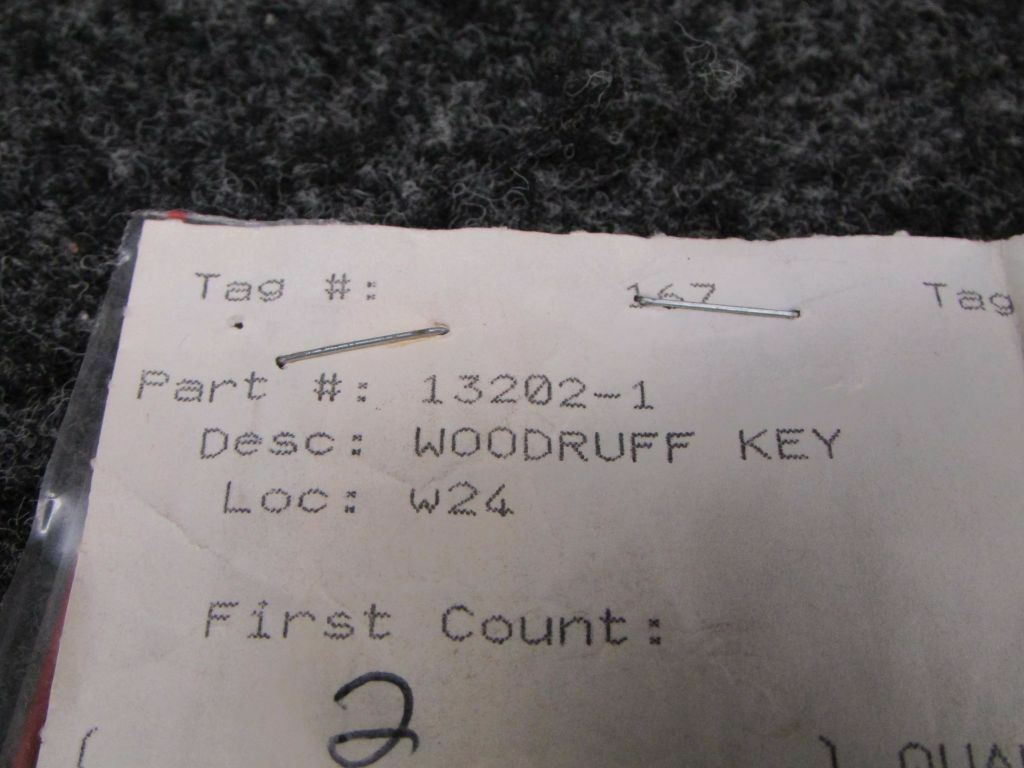 Tag #: 167 Tag
Part #: 13202-1
Desc: WOODRUFF KEY
Loc: W24
First Count:
2
( )